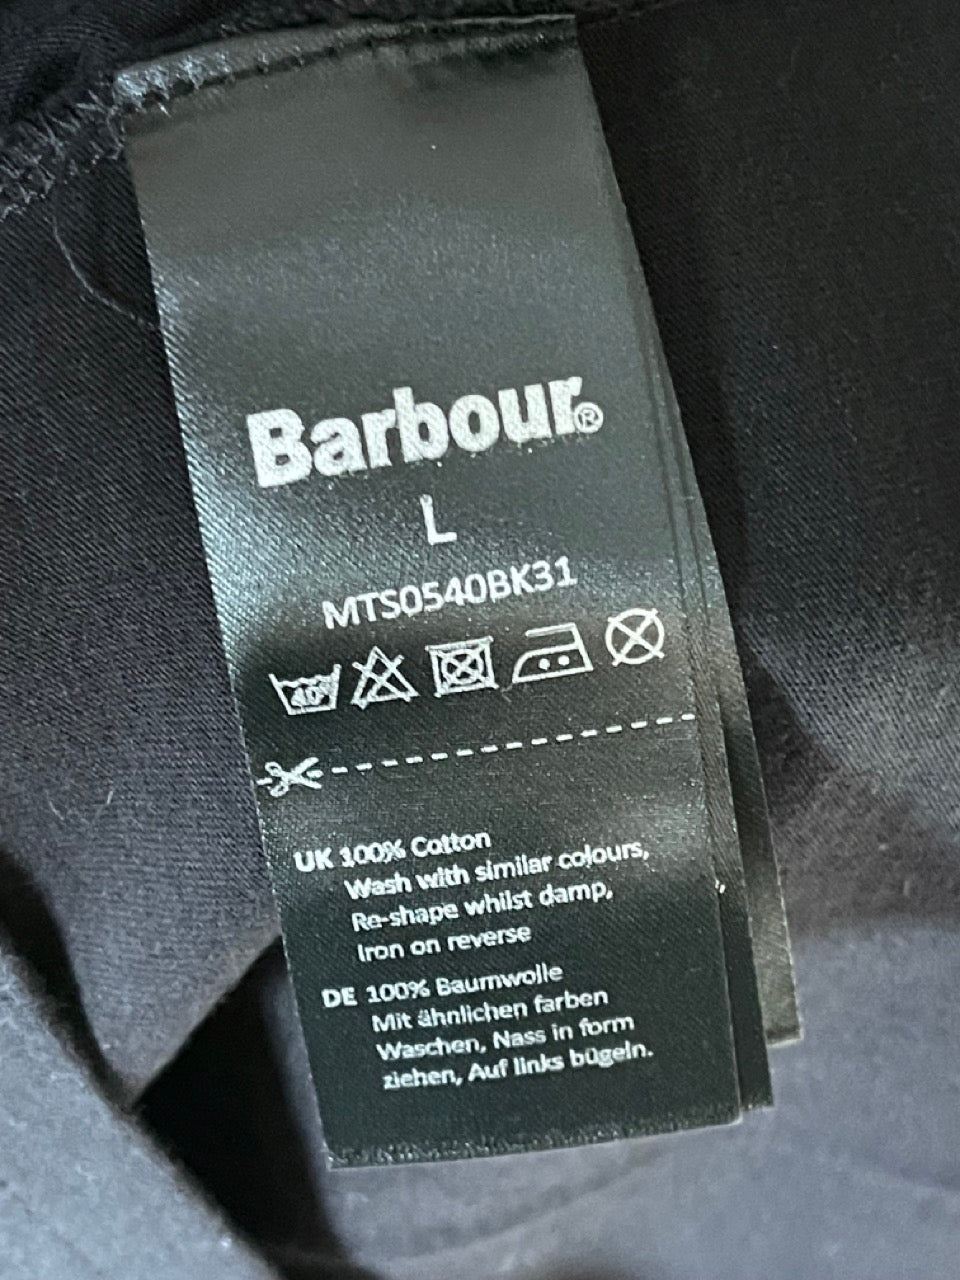 Barbour®
L
MTS0540BK31
40°
UK 100% Cotton
Wash with similar colours,
Re-shape whilst damp,
Iron on reverse
DE 100% Baumwolle
Mit ähnlichen farben
Waschen, Nass in form
ziehen, Auf links bügeln.